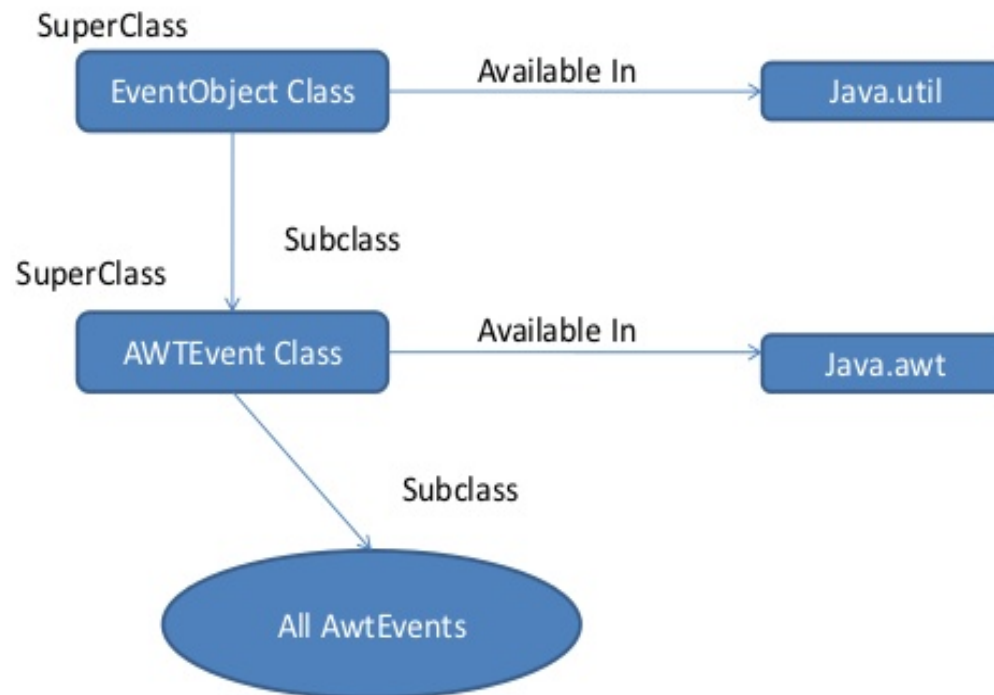 SuperClass
EventObject Class
Available In
Java.util
Subclass
SuperClass
AWTEvent Class
Available In
Java.awt
Subclass
All AwtEvents